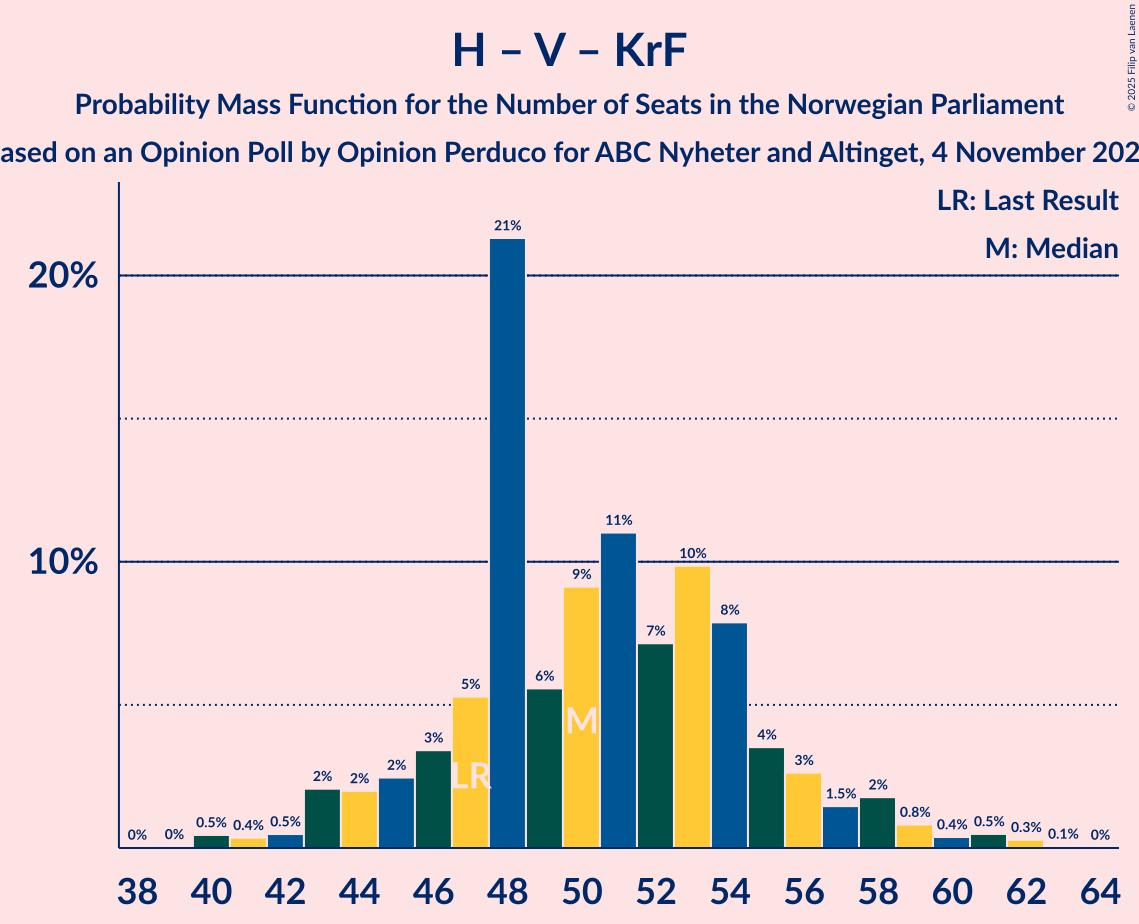 H – V – KrF
Probability Mass Function for the Number of Seats in the Norwegian Parliament
ased on an Opinion Poll by Opinion Perduco for ABC Nyheter and Altinget, 4 November 202
© 2025 Filip van Laenen
LR: Last Result
M: Median
20%
10%
0% 0% 0.5% 0.4% 0.5% 2% 2% 2% 3% 5% 21% 6% 9% 11% 7% 10% 8% 4% 3% 1.5% 2% 0.8% 0.4% 0.5% 0.3% 0.1% 0%
LR
M
38 40 42 44 46 48 50 52 54 56 58 60 62 64